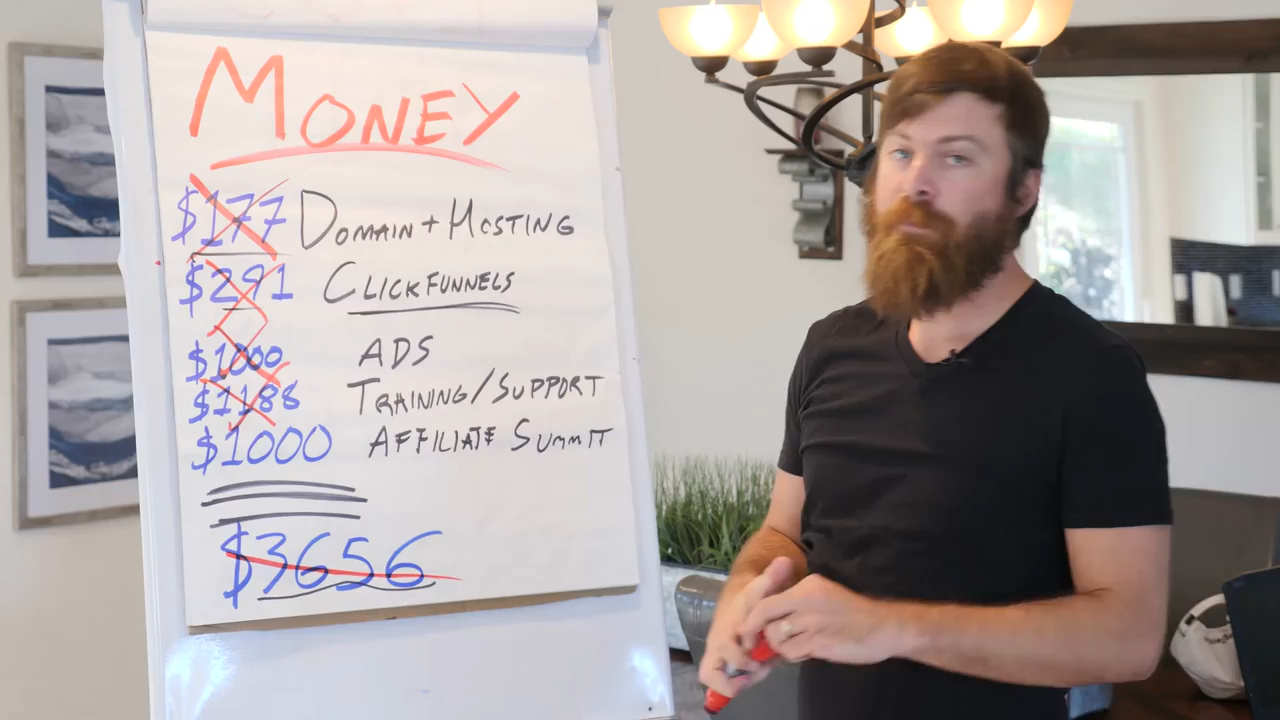 MONEY
$177 DOMAIN + HOSTING
$291 CLICKFUNNELS
$1000 ADS
$1188 TRAINING/SUPPORT
$1000 AFFILIATE SUMMIT
$3656